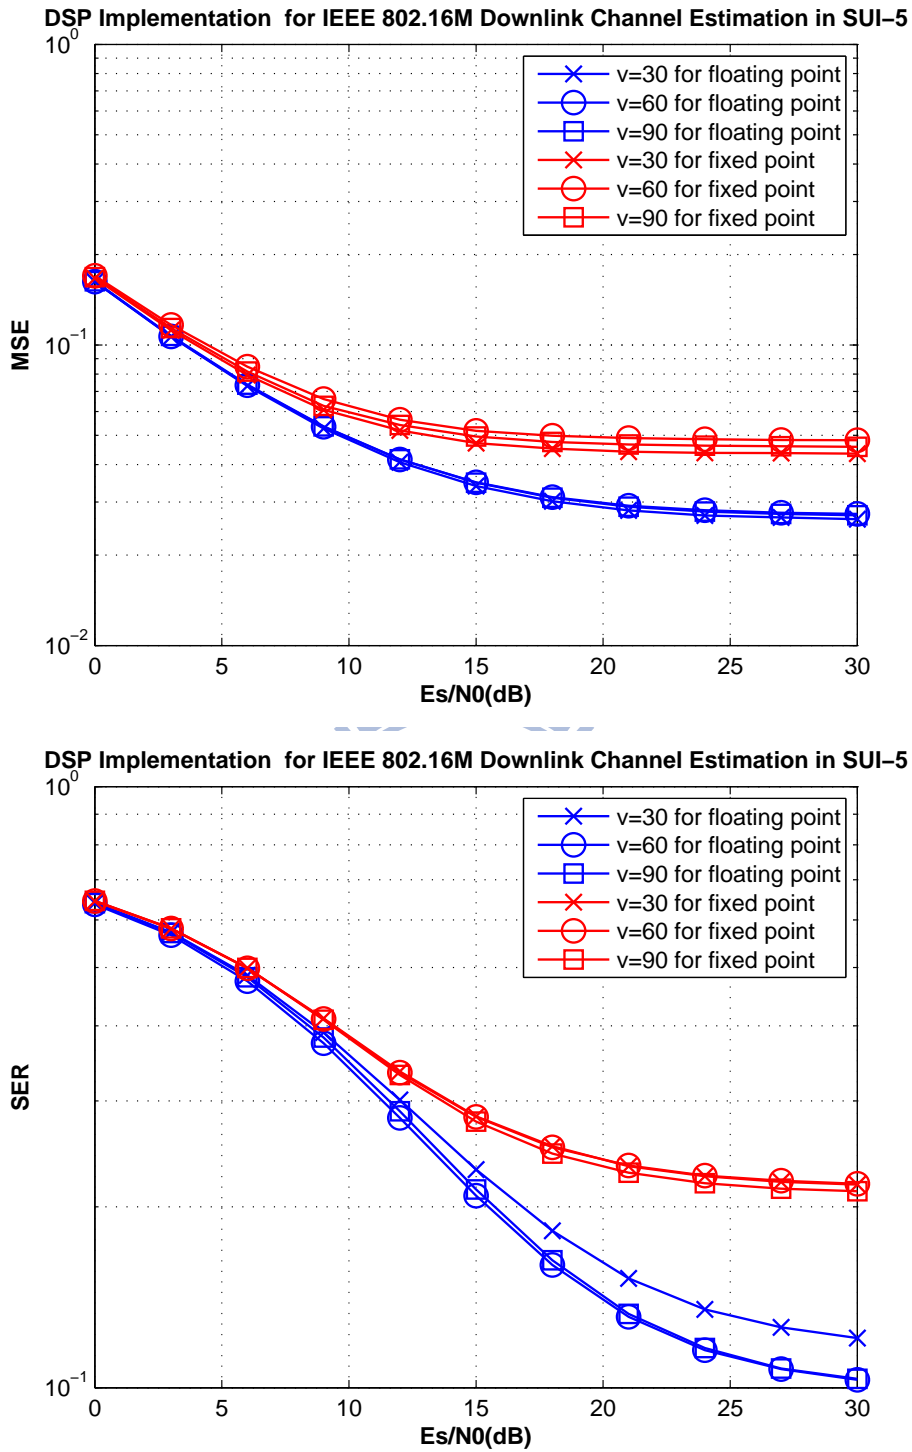 DSP Implementation  for IEEE 802.16M Downlink Channel Estimation in SUI−5
10^0
v=30 for floating point
v=60 for floating point
v=90 for floating point
v=30 for fixed point
v=60 for fixed point
v=90 for fixed point
MSE
10^−1
10^−2
0 5 10 15 20 25 30
Es/N0(dB)
DSP Implementation  for IEEE 802.16M Downlink Channel Estimation in SUI−5
10^0
v=30 for floating point
v=60 for floating point
v=90 for floating point
v=30 for fixed point
v=60 for fixed point
v=90 for fixed point
SER
10^−1
0 5 10 15 20 25 30
Es/N0(dB)